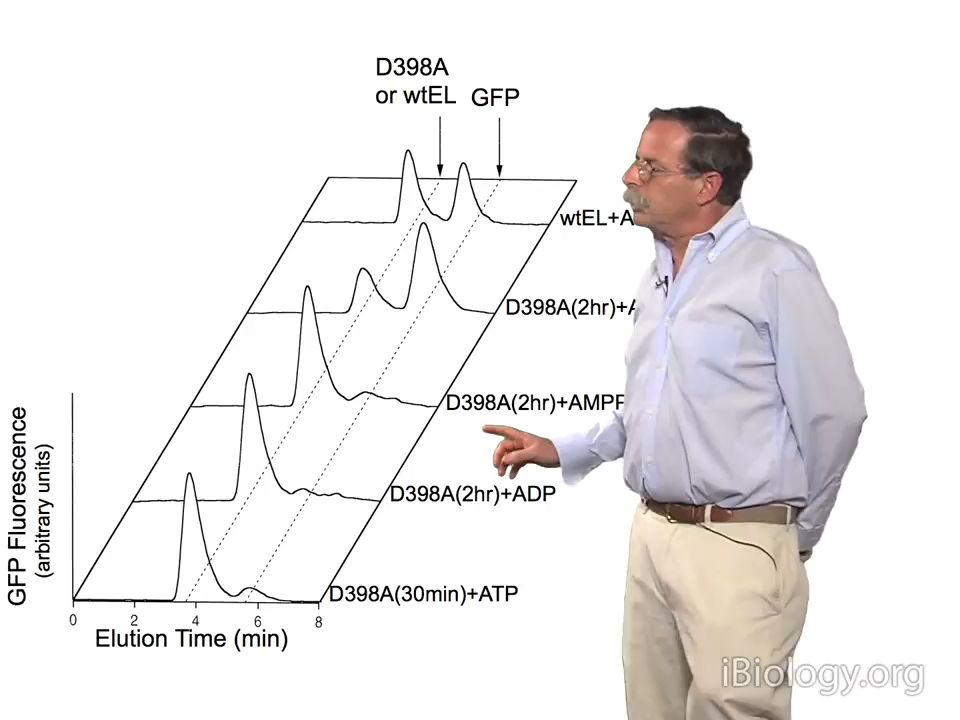 D398A
or wtEL GFP
wtEL+A
D398A(2hr)+A
D398A(2hr)+AMPP
D398A(2hr)+ADP
D398A(30min)+ATP
GFP Fluorescence
(arbitrary units)
0 2 4 6 8
Elution Time (min)
iBiology.org